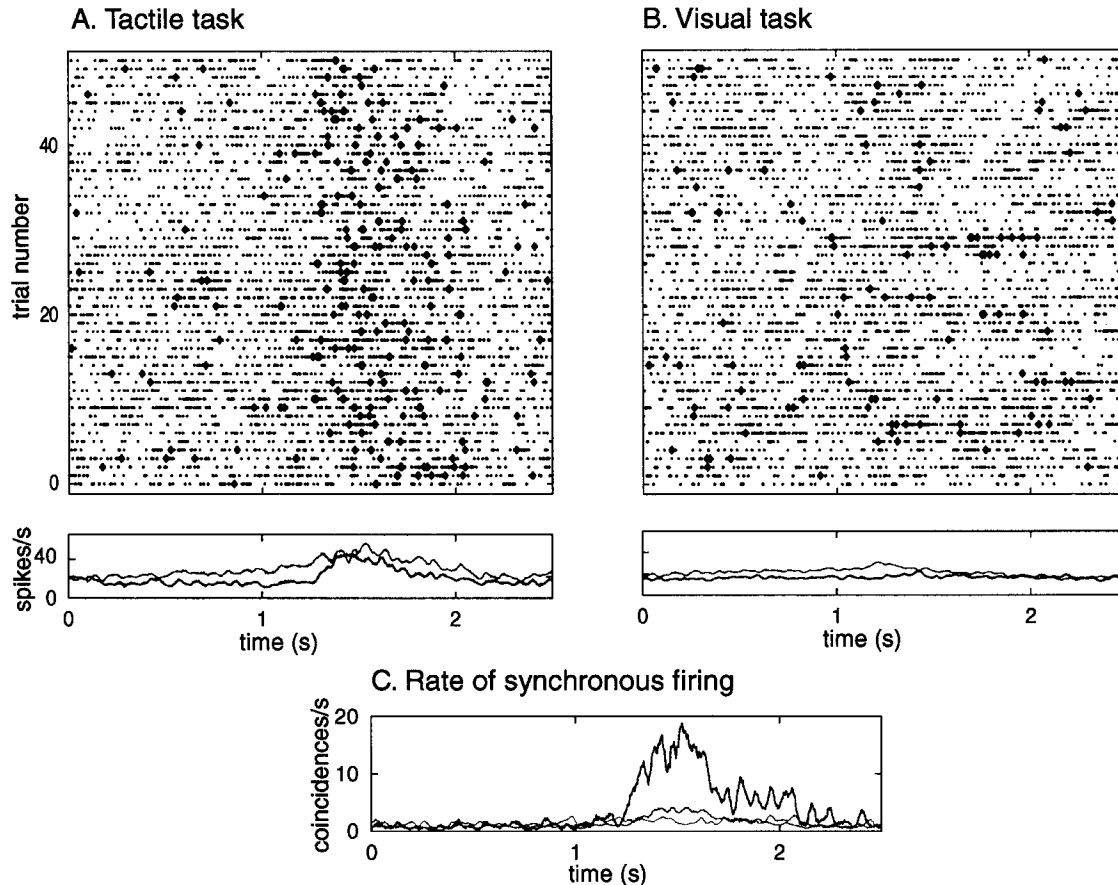 A. Tactile task
B. Visual task
trial number
40
20
0
spikes/s
40
0
0 1 2
time (s)
0 1 2
time (s)
C. Rate of synchronous firing
coincidences/s
20
10
0
0 1 2
time (s)